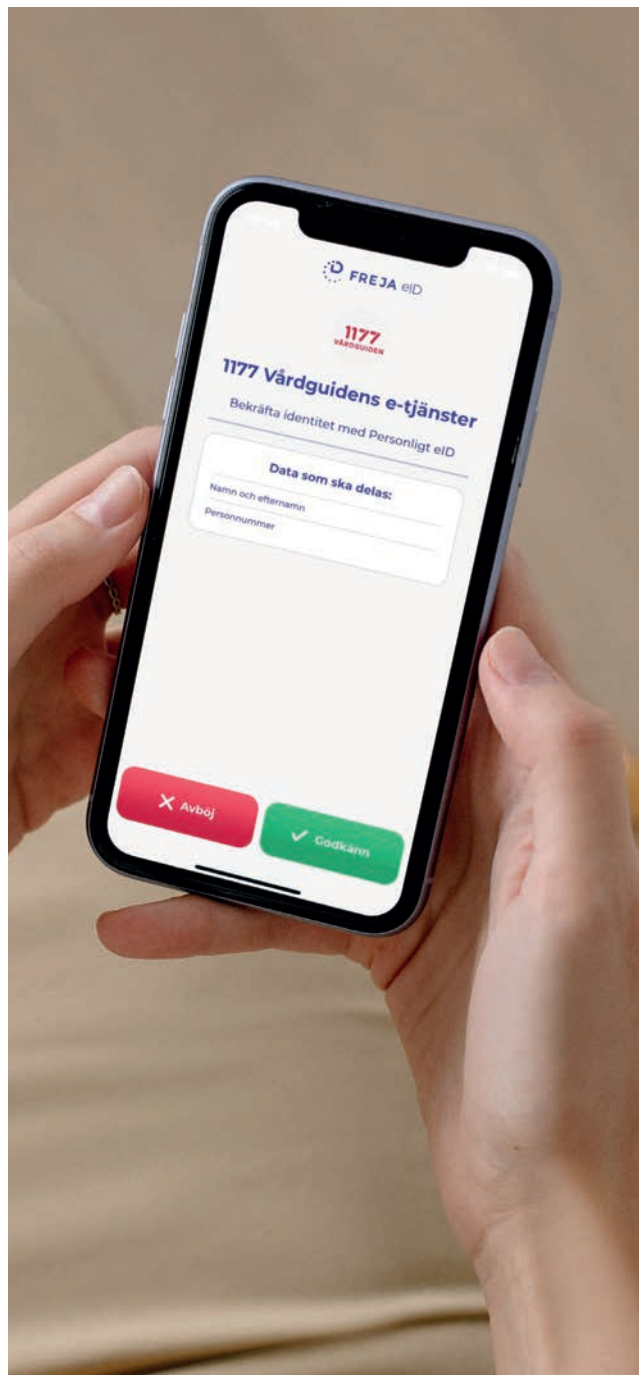 FREJA eID
1177
VÅRDGUIDEN
1177 Vårdguidens e-tjänster
Bekräfta identitet med Personligt eID
Data som ska delas:
Namn och efternamn
Personnummer
Avböj
Godkänn